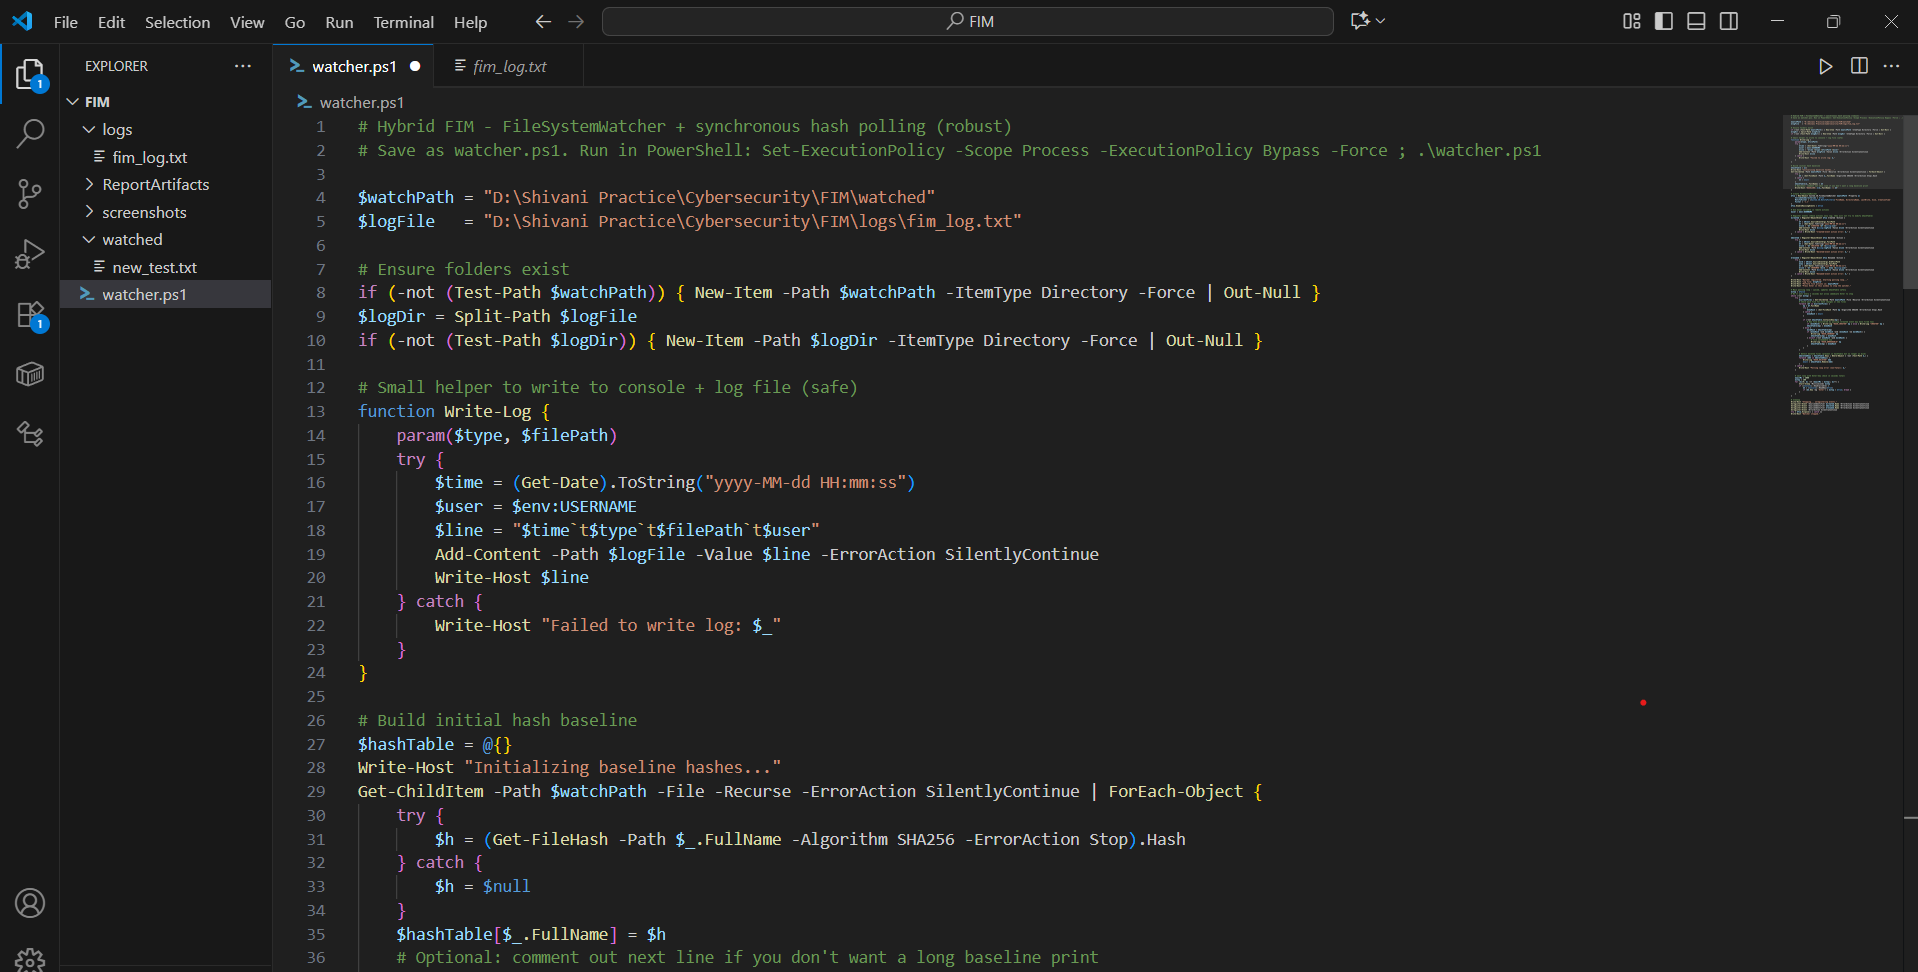 File Edit Selection View Go Run Terminal Help
FIM
EXPLORER
FIM
logs
fim_log.txt
ReportArtifacts
screenshots
watched
new_test.txt
watcher.ps1
1
1
watcher.ps1
fim_log.txt
watcher.ps1
1 # Hybrid FIM - FileSystemWatcher + synchronous hash polling (robust)
2 # Save as watcher.ps1. Run in PowerShell: Set-ExecutionPolicy -Scope Process -ExecutionPolicy Bypass -Force ; .\watcher.ps1
3
4 $watchPath = "D:\Shivani Practice\Cybersecurity\FIM\watched"
5 $logFile   = "D:\Shivani Practice\Cybersecurity\FIM\logs\fim_log.txt"
6
7 # Ensure folders exist
8 if (-not (Test-Path $watchPath)) { New-Item -Path $watchPath -ItemType Directory -Force | Out-Null }
9 $logDir = Split-Path $logFile
10 if (-not (Test-Path $logDir)) { New-Item -Path $logDir -ItemType Directory -Force | Out-Null }
11
12 # Small helper to write to console + log file (safe)
13 function Write-Log {
14     param($type, $filePath)
15     try {
16         $time = (Get-Date).ToString("yyyy-MM-dd HH:mm:ss")
17         $user = $env:USERNAME
18         $line = "$time`t$type`t$filePath`t$user"
19         Add-Content -Path $logFile -Value $line -ErrorAction SilentlyContinue
20         Write-Host $line
21     } catch {
22         Write-Host "Failed to write log: $_"
23     }
24 }
25
26 # Build initial hash baseline
27 $hashTable = @{}
28 Write-Host "Initializing baseline hashes..."
29 Get-ChildItem -Path $watchPath -File -Recurse -ErrorAction SilentlyContinue | ForEach-Object {
30     try {
31         $h = (Get-FileHash -Path $_.FullName -Algorithm SHA256 -ErrorAction Stop).Hash
32     } catch {
33         $h = $null
34     }
35     $hashTable[$_.FullName] = $h
36     # Optional: comment out next line if you don't want a long baseline print